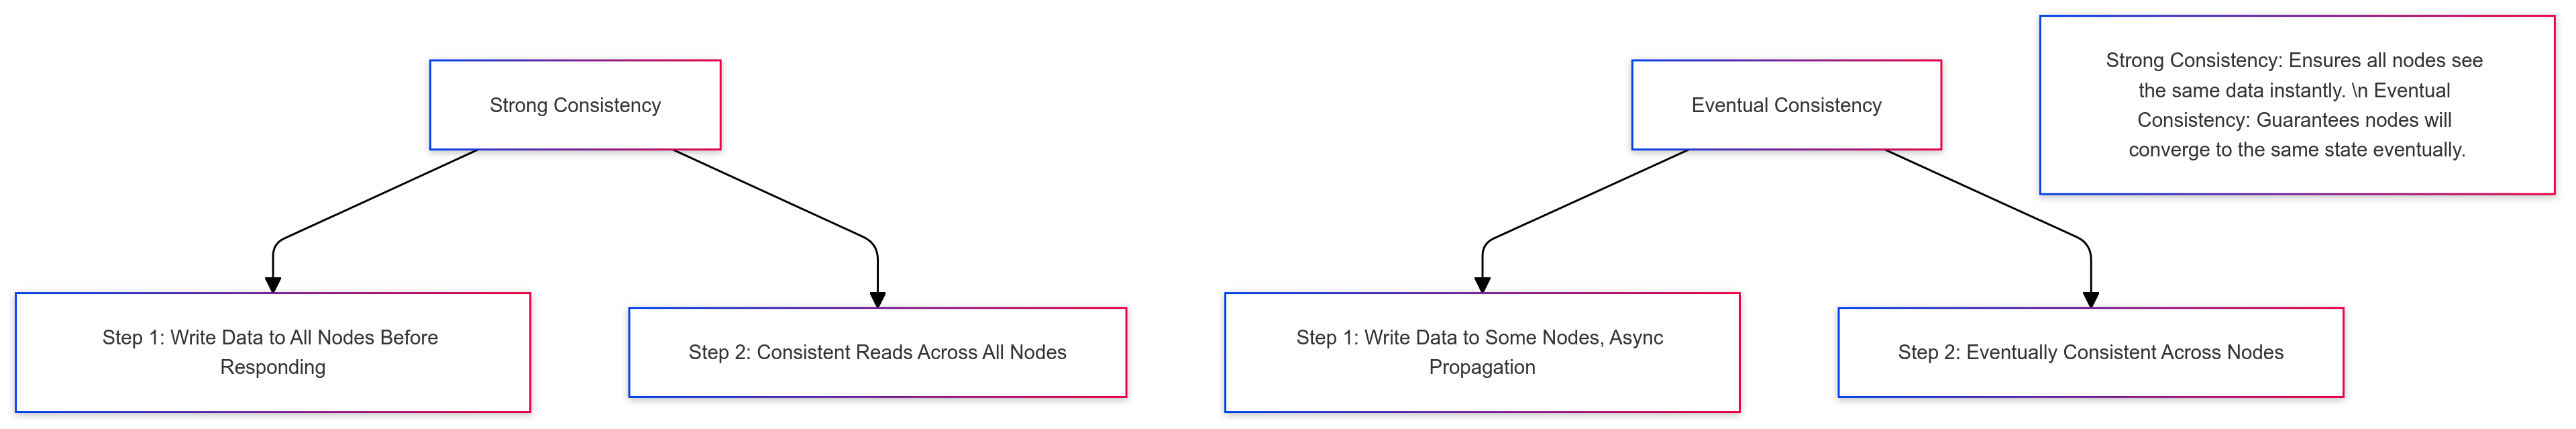 Strong Consistency
Step 1: Write Data to All Nodes Before
Responding
Step 2: Consistent Reads Across All Nodes
Eventual Consistency
Step 1: Write Data to Some Nodes, Async
Propagation
Step 2: Eventually Consistent Across Nodes
Strong Consistency: Ensures all nodes see
the same data instantly. \n Eventual
Consistency: Guarantees nodes will
converge to the same state eventually.